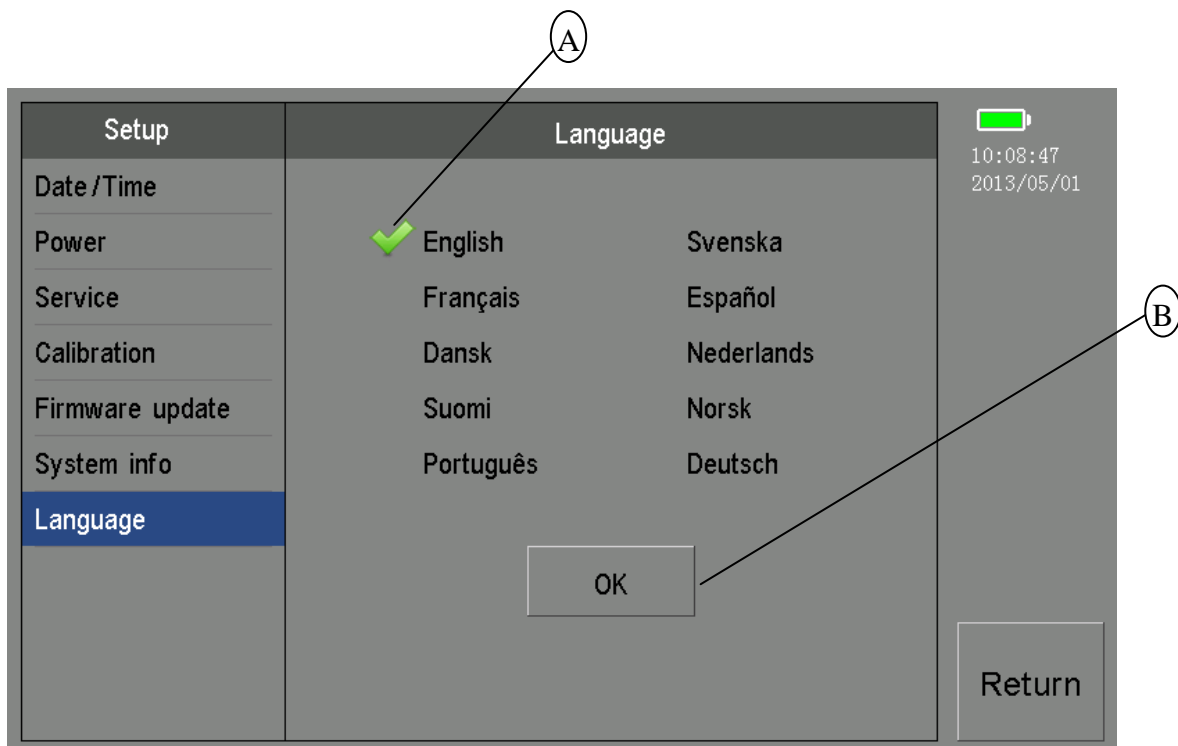 A
Setup
Language
10:08:47
2013/05/01
Date/Time
Power
Service
Calibration
Firmware update
System info
Language
English
Svenska
Français
Español
Dansk
Nederlands
Suomi
Norsk
Português
Deutsch
B
OK
Return